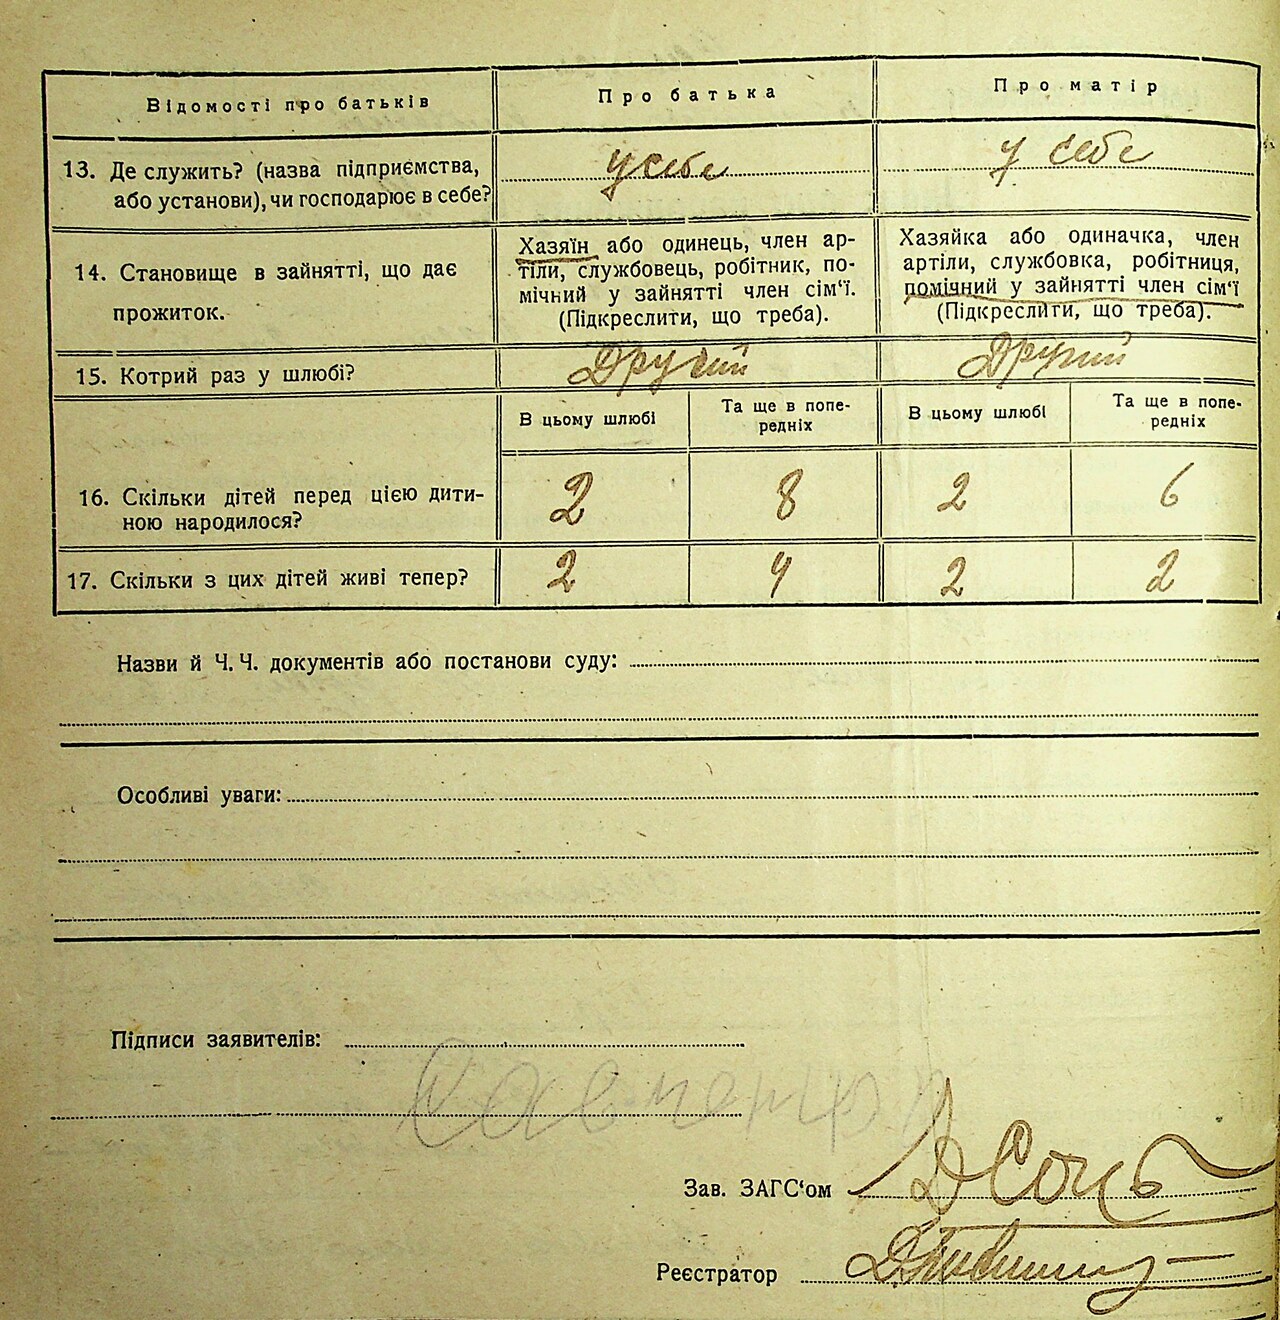 Відомості про батьків
Про батька
Про матір
13. Де служить? (назва підприємства,
або установи), чи господарює в себе?
у себе
у себе
14. Становище в зайнятті, що дає
прожиток.
Хазяїн або одинець, член ар-
тіли, службовець, робітник, по-
мічний у зайнятті член сім‘ї.
(Підкреслити, що треба).
Хазяйка або одиначка, член
артіли, службовка, робітниця,
помічний у зайнятті член сім‘ї
(Підкреслити, що треба).
15. Котрий раз у шлюбі?
Другий
Другий
В цьому шлюбі
Та ще в попе-
редніх
В цьому шлюбі
Та ще в попе-
редніх
16. Скільки дітей перед цією дити-
ною народилося?
2
8
2
6
17. Скільки з цих дітей живі тепер?
2
4
2
2
Назви й Ч. Ч. документів або постанови суду:
Особливі уваги:
Підписи заявителів:
Зав. ЗАГС‘ом
Реєстратор